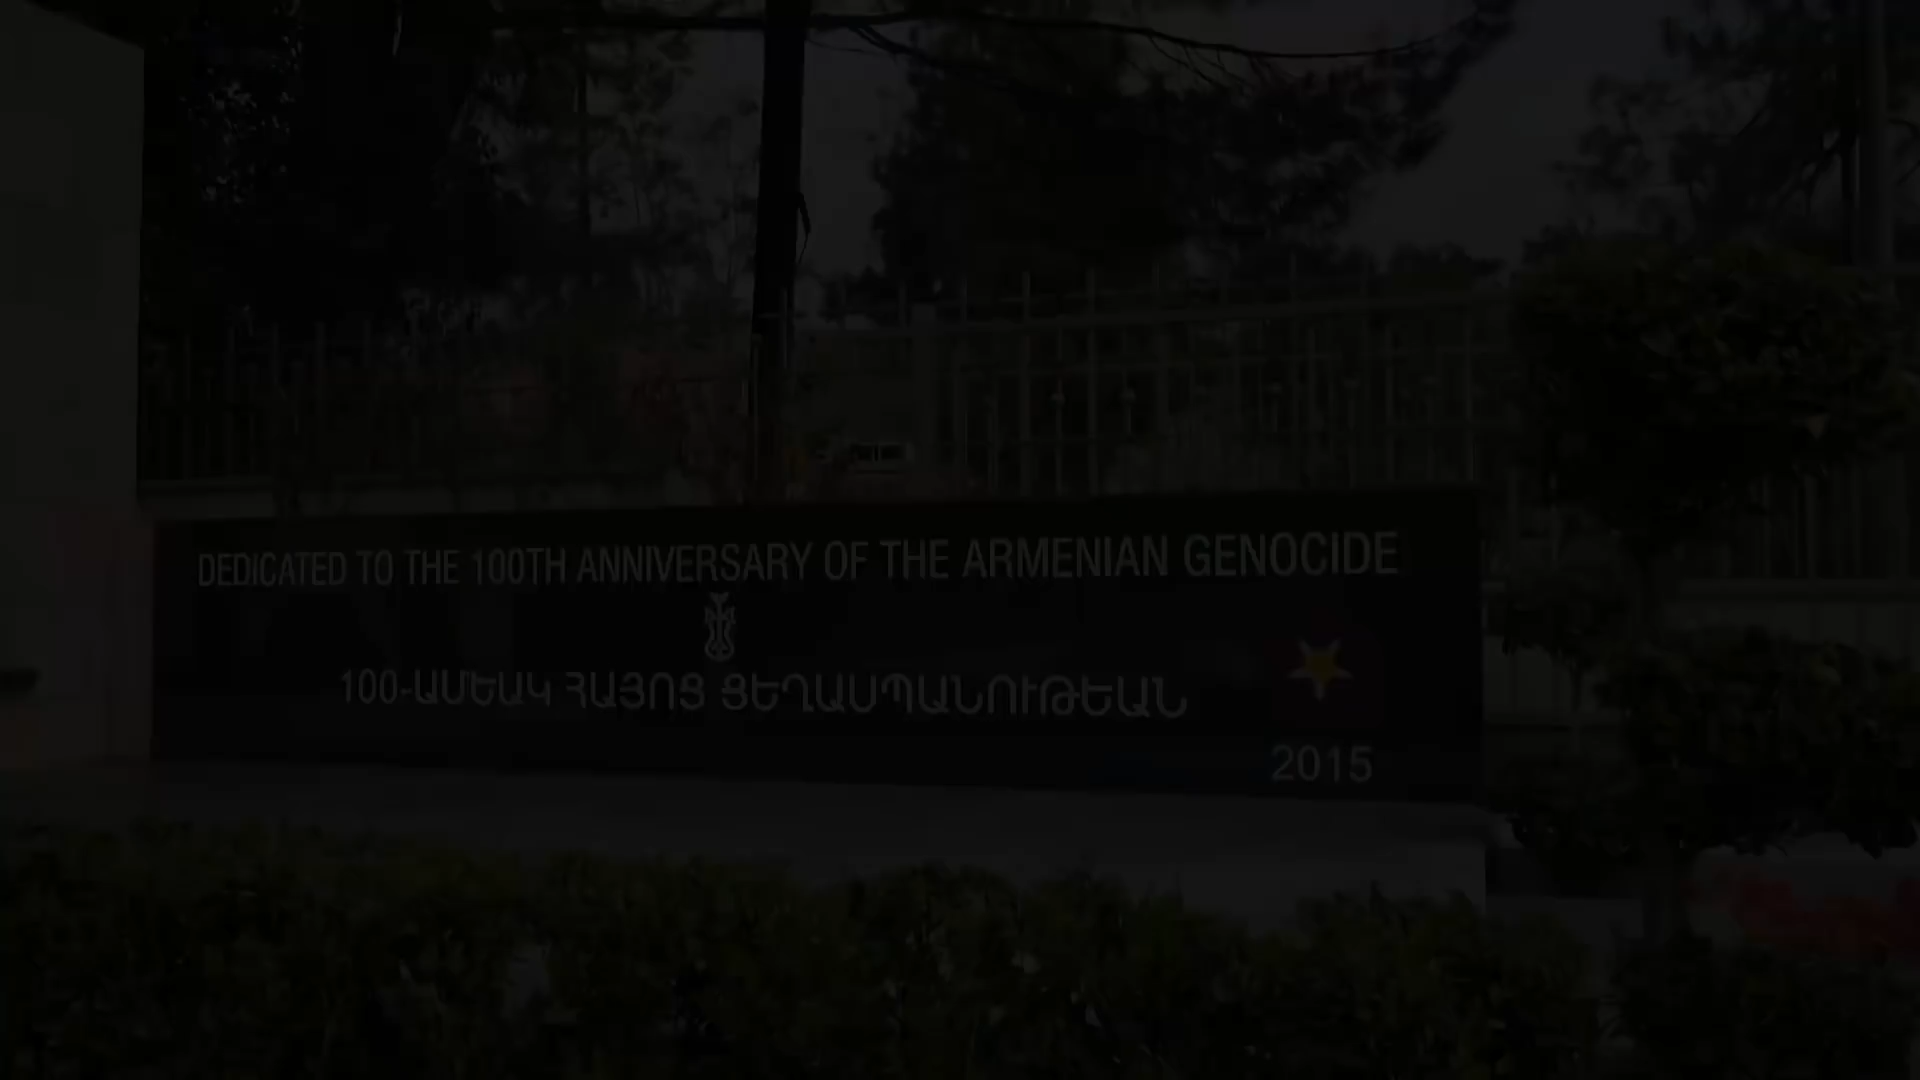 DEDICATED TO THE 100TH ANNIVERSARY OF THE ARMENIAN GENOCIDE
100-ԱՄԵԱԿ ՀԱՅՈՑ ՑԵՂԱՍՊԱՆՈՒԹԵԱՆ
2015